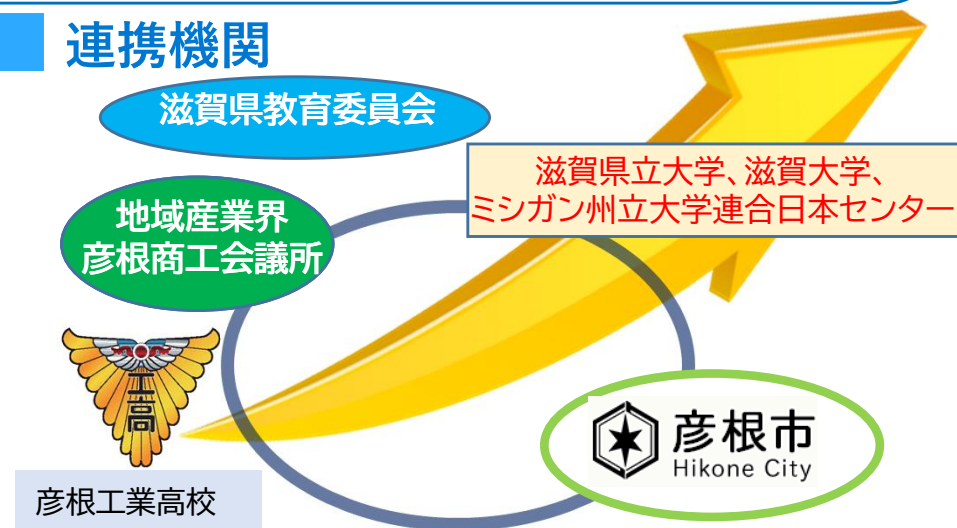 連携機関
滋賀県教育委員会
滋賀県立大学、滋賀大学、
ミシガン州立大学連合日本センター
地域産業界
彦根商工会議所
工高
彦根市
Hikone City
彦根工業高校